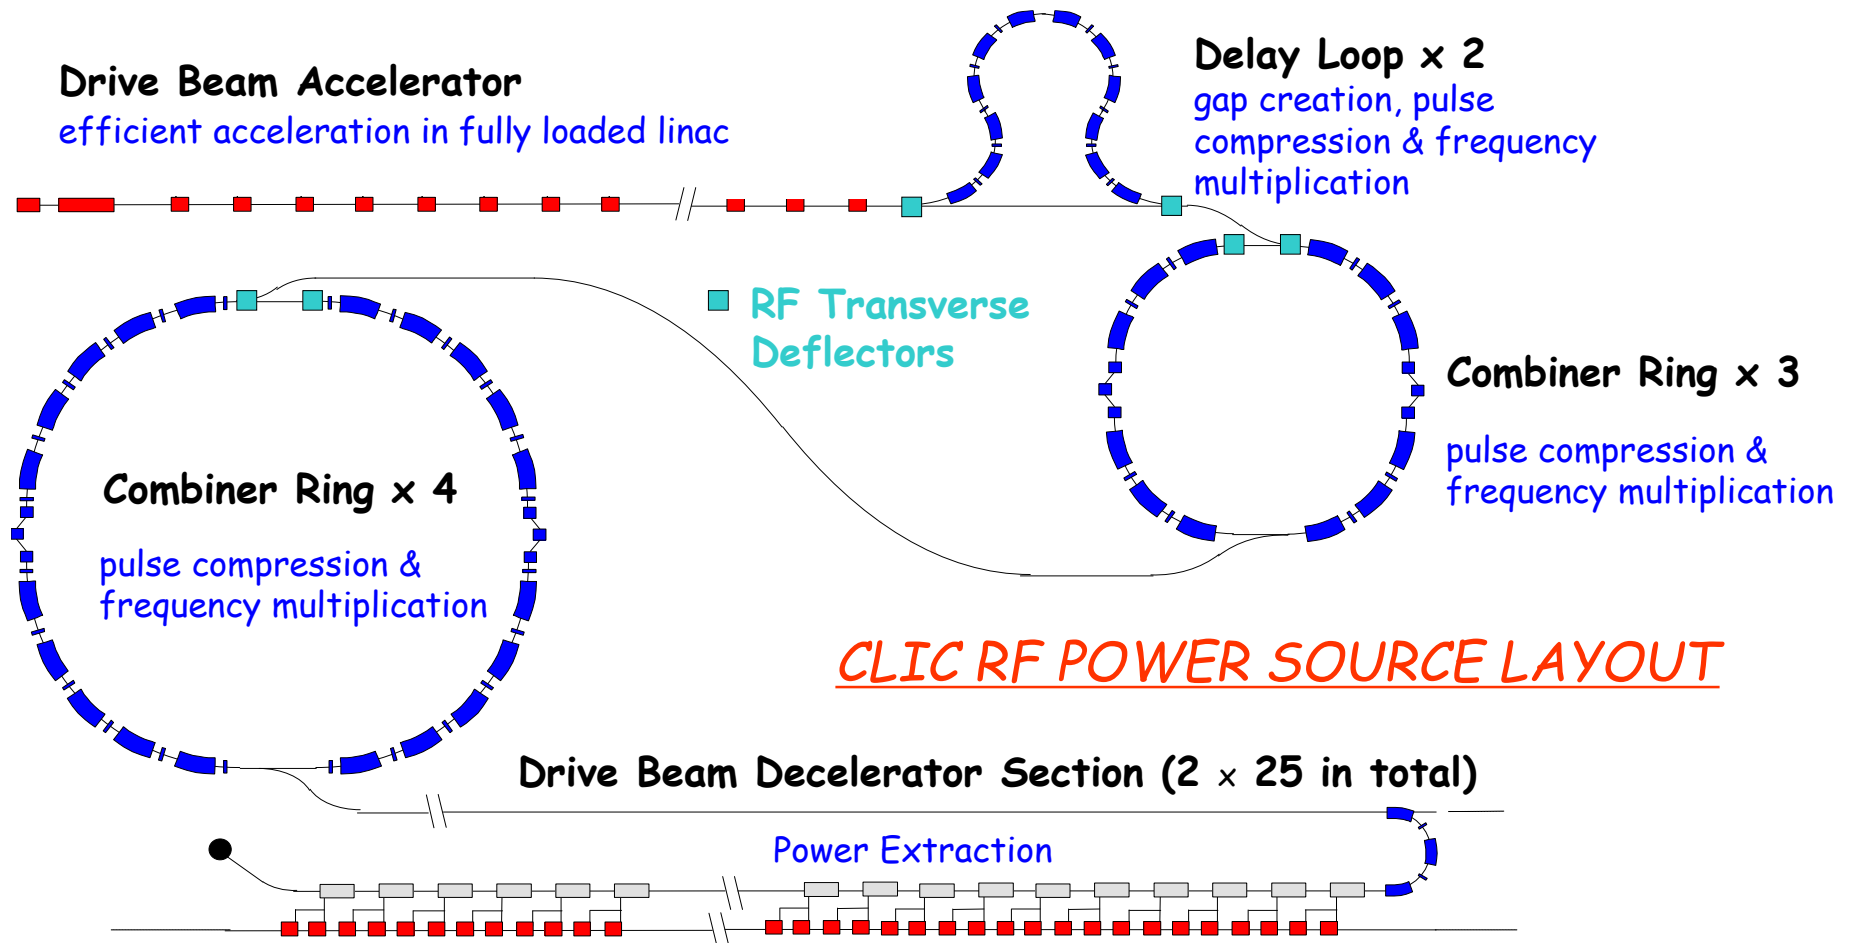 Drive Beam Accelerator
efficient acceleration in fully loaded linac
Delay Loop x 2
gap creation, pulse
compression & frequency
multiplication
RF Transverse
Deflectors
Combiner Ring x 3
pulse compression &
frequency multiplication
Combiner Ring x 4
pulse compression &
frequency multiplication
CLIC RF POWER SOURCE LAYOUT
Drive Beam Decelerator Section (2 × 25 in total)
Power Extraction